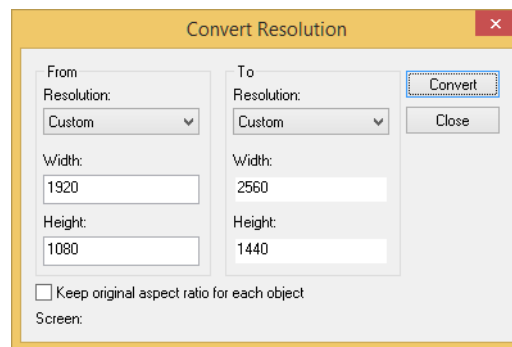 Convert Resolution
From
Resolution:
Custom
Width:
1920
Height:
1080
To
Resolution:
Custom
Width:
2560
Height:
1440
Convert
Close
Keep original aspect ratio for each object
Screen: